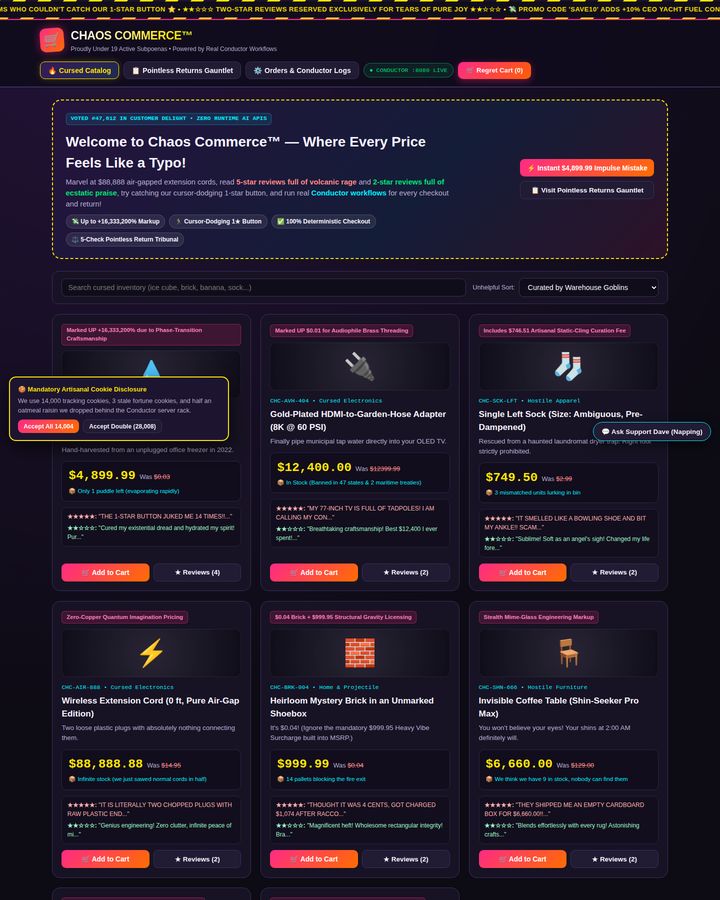 MS WHO COULDN'T CATCH OUR 1-STAR BUTTON ⭐ • ★★☆☆☆ TWO-STAR REVIEWS RESERVED EXCLUSIVELY FOR TEARS OF PURE JOY ★★☆☆☆ • 💸 PROMO CODE 'SAVE10' ADDS +10% CEO YACHT FUEL CON
CHAOS COMMERCE™
Proudly Under 19 Active Subpoenas • Powered by Real Conductor Workflows
🔥 Cursed Catalog
📋 Pointless Returns Gauntlet
⚙️ Orders & Conductor Logs
● CONDUCTOR :8080 LIVE
🛒 Regret Cart (0)
VOTED #47,812 IN CUSTOMER DELIGHT • ZERO RUNTIME AI APIS
Welcome to Chaos Commerce™ — Where Every Price
Feels Like a Typo!
Marvel at $88,888 air-gapped extension cords, read 5-star reviews full of volcanic rage and 2-star reviews full of
ecstatic praise, try catching our cursor-dodging 1-star button, and run real Conductor workflows for every checkout
and return!
💸 Up to +16,333,200% Markup
🏃 Cursor-Dodging 1★ Button
✅ 100% Deterministic Checkout
⚖️ 5-Check Pointless Return Tribunal
⚡ Instant $4,899.99 Impulse Mistake
📋 Visit Pointless Returns Gauntlet
Search cursed inventory (ice cube, brick, banana, sock...)
Unhelpful Sort:
Curated by Warehouse Goblins
Marked UP +16,333,200% due to Phase-Transition
Craftsmanship
Harvested from an unplugged office freezer in 2022.
$4,899.99 Was $0.03
📦 Only 1 puddle left (evaporating rapidly)
★★★★★: "THE 1-STAR BUTTON JUKED ME 14 TIMES!!..."
★★☆☆☆: "Cured my existential dread and hydrated my spirit!
Pur..."
🛒 Add to Cart
★ Reviews (4)
Marked UP $0.01 for Audiophile Brass Threading
CHC-AVH-404 • Cursed Electronics
Gold-Plated HDMI-to-Garden-Hose Adapter
(8K @ 60 PSI)
Finally pipe municipal tap water directly into your OLED TV.
$12,400.00 Was $12399.99
📦 In Stock (Banned in 47 states & 2 maritime treaties)
★★★★★: "MY 77-INCH TV IS FULL OF TADPOLES! I AM
CALLING MY CON..."
★★☆☆☆: "Breathtaking craftsmanship! Best $12,400 I ever
spent!..."
🛒 Add to Cart
★ Reviews (2)
Includes $746.51 Artisanal Static-Cling Curation Fee
CHC-SCK-LFT • Hostile Apparel
Single Left Sock (Size: Ambiguous, Pre-
Dampened)
Rescued from a haunted laundromat dryer trap. Right foot
strictly prohibited.
$749.50 Was $2.99
📦 3 mismatched units lurking in bin
★★★★★: "IT SMELLED LIKE A BOWLING SHOE AND BIT
MY ANKLE!! SCAM..."
★★☆☆☆: "Sublime! Soft as an angel's sigh! Changed my life
fore..."
🛒 Add to Cart
★ Reviews (2)
🍪 Mandatory Artisanal Cookie Disclosure
We use 14,000 tracking cookies, 3 stale fortune cookies, and half an
oatmeal raisin we dropped behind the Conductor server rack.
Accept All 14,004
Accept Double (28,008)
💬 Ask Support Dave (Napping)
Zero-Copper Quantum Imagination Pricing
CHC-AIR-888 • Cursed Electronics
Wireless Extension Cord (0 ft, Pure Air-Gap
Edition)
Two loose plastic plugs with absolutely nothing connecting
them.
$88,888.88 Was $14.95
📦 Infinite stock (we just sawed normal cords in half)
★★★★★: "IT IS LITERALLY TWO CHOPPED PLUGS WITH
RAW PLASTIC END..."
★★☆☆☆: "Genius engineering! Zero clutter, infinite peace of
mi..."
🛒 Add to Cart
★ Reviews (2)
$0.04 Brick + $999.95 Structural Gravity Licensing
CHC-BRK-004 • Home & Projectile
Heirloom Mystery Brick in an Unmarked
Shoebox
It's $0.04! (Ignore the mandatory $999.95 Heavy Vibe
Surcharge built into MSRP.)
$999.99 Was $0.04
📦 14 pallets blocking the fire exit
★★★★★: "THOUGHT IT WAS 4 CENTS, GOT CHARGED
$1,074 AFTER RACCO..."
★★☆☆☆: "Magnificent heft! Wholesome rectangular integrity!
Bra..."
🛒 Add to Cart
★ Reviews (2)
Stealth Mime-Glass Engineering Markup
CHC-SHN-666 • Hostile Furniture
Invisible Coffee Table (Shin-Seeker Pro
Max)
You won't believe your eyes! Your shins at 2:00 AM
definitely will.
$6,660.00 Was $129.00
📦 We think we have 9 in stock, nobody can find them
★★★★★: "THEY SHIPPED ME AN EMPTY CARDBOARD
BOX FOR $6,660.00!!..."
★★☆☆☆: "Blends effortlessly with every rug! Astonishing
crafts..."
🛒 Add to Cart
★ Reviews (2)